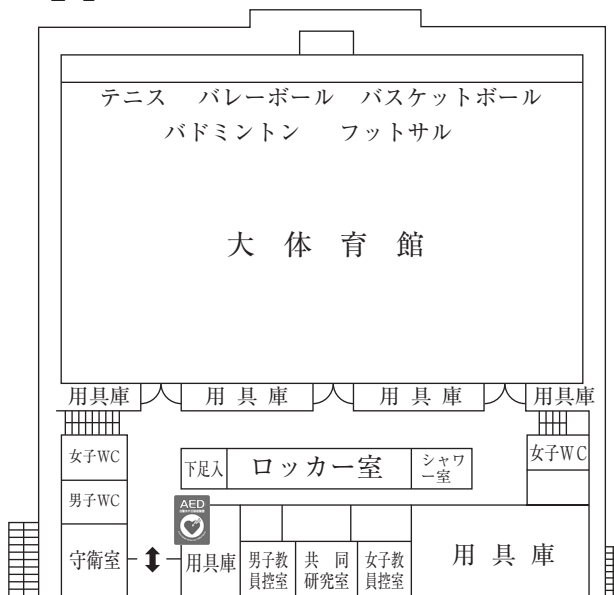 テニス バレーボール バスケットボール
バドミントン フットサル
大体育館
用具庫 用具庫 用具庫 用具庫
女子WC
下足入 ロッカー室 シャワ
ー室
女子WC
男子WC
AED
守衛室
用具庫
男子教
員控室
共同
研究室
女子教
員控室
用具庫